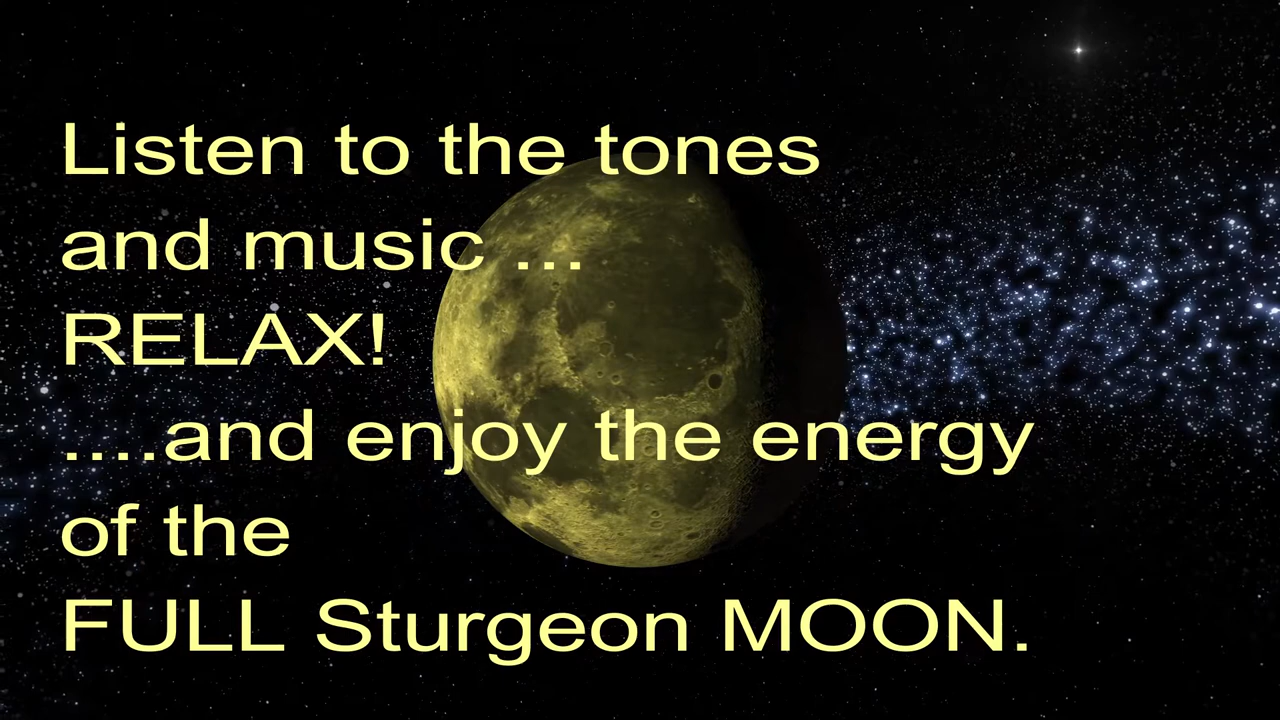 Listen to the tones
and music ...
RELAX!
....and enjoy the energy
of the
FULL Sturgeon MOON.